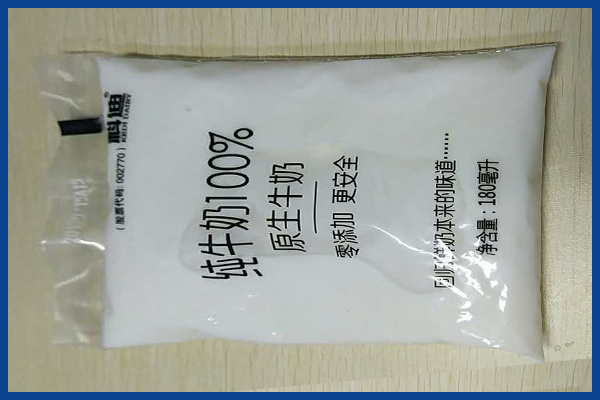 科迪
KEDI DAIRY
(股票代码: 002770)
纯牛奶100%
原生牛奶
零添加 更安全
回归牛奶本来的味道……
净含量：180毫升